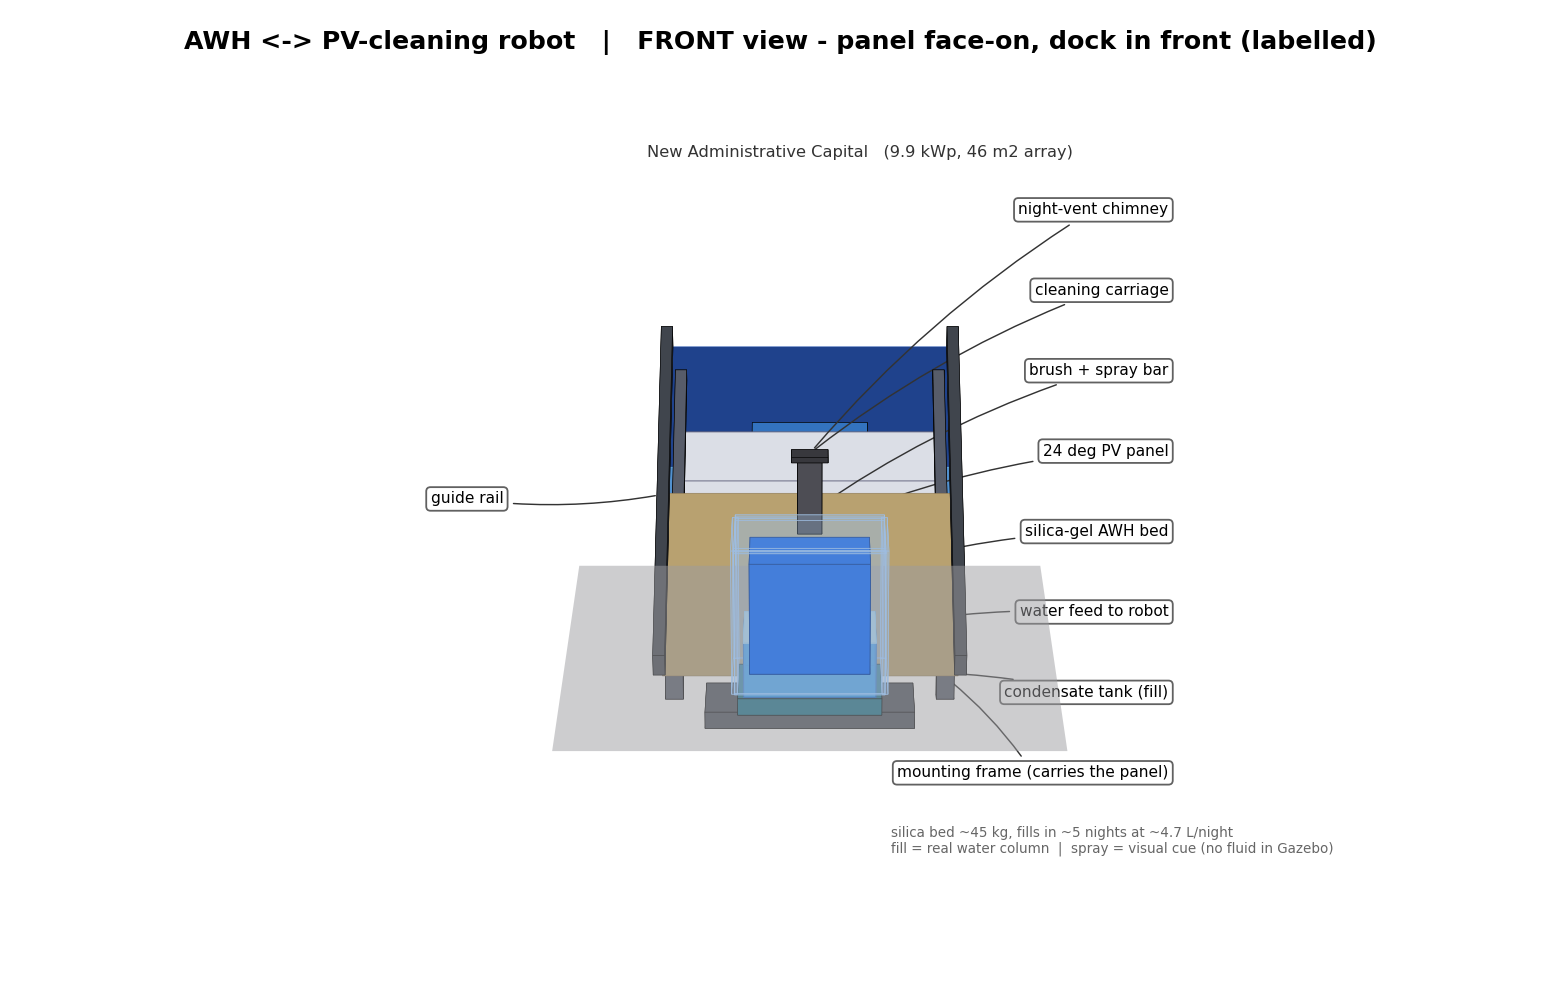 AWH <-> PV-cleaning robot | FRONT view - panel face-on, dock in front (labelled)
New Administrative Capital (9.9 kWp, 46 m2 array)
night-vent chimney
cleaning carriage
brush + spray bar
24 deg PV panel
guide rail
silica-gel AWH bed
water feed to robot
condensate tank (fill)
mounting frame (carries the panel)
silica bed ~45 kg, fills in ~5 nights at ~4.7 L/night
fill = real water column | spray = visual cue (no fluid in Gazebo)